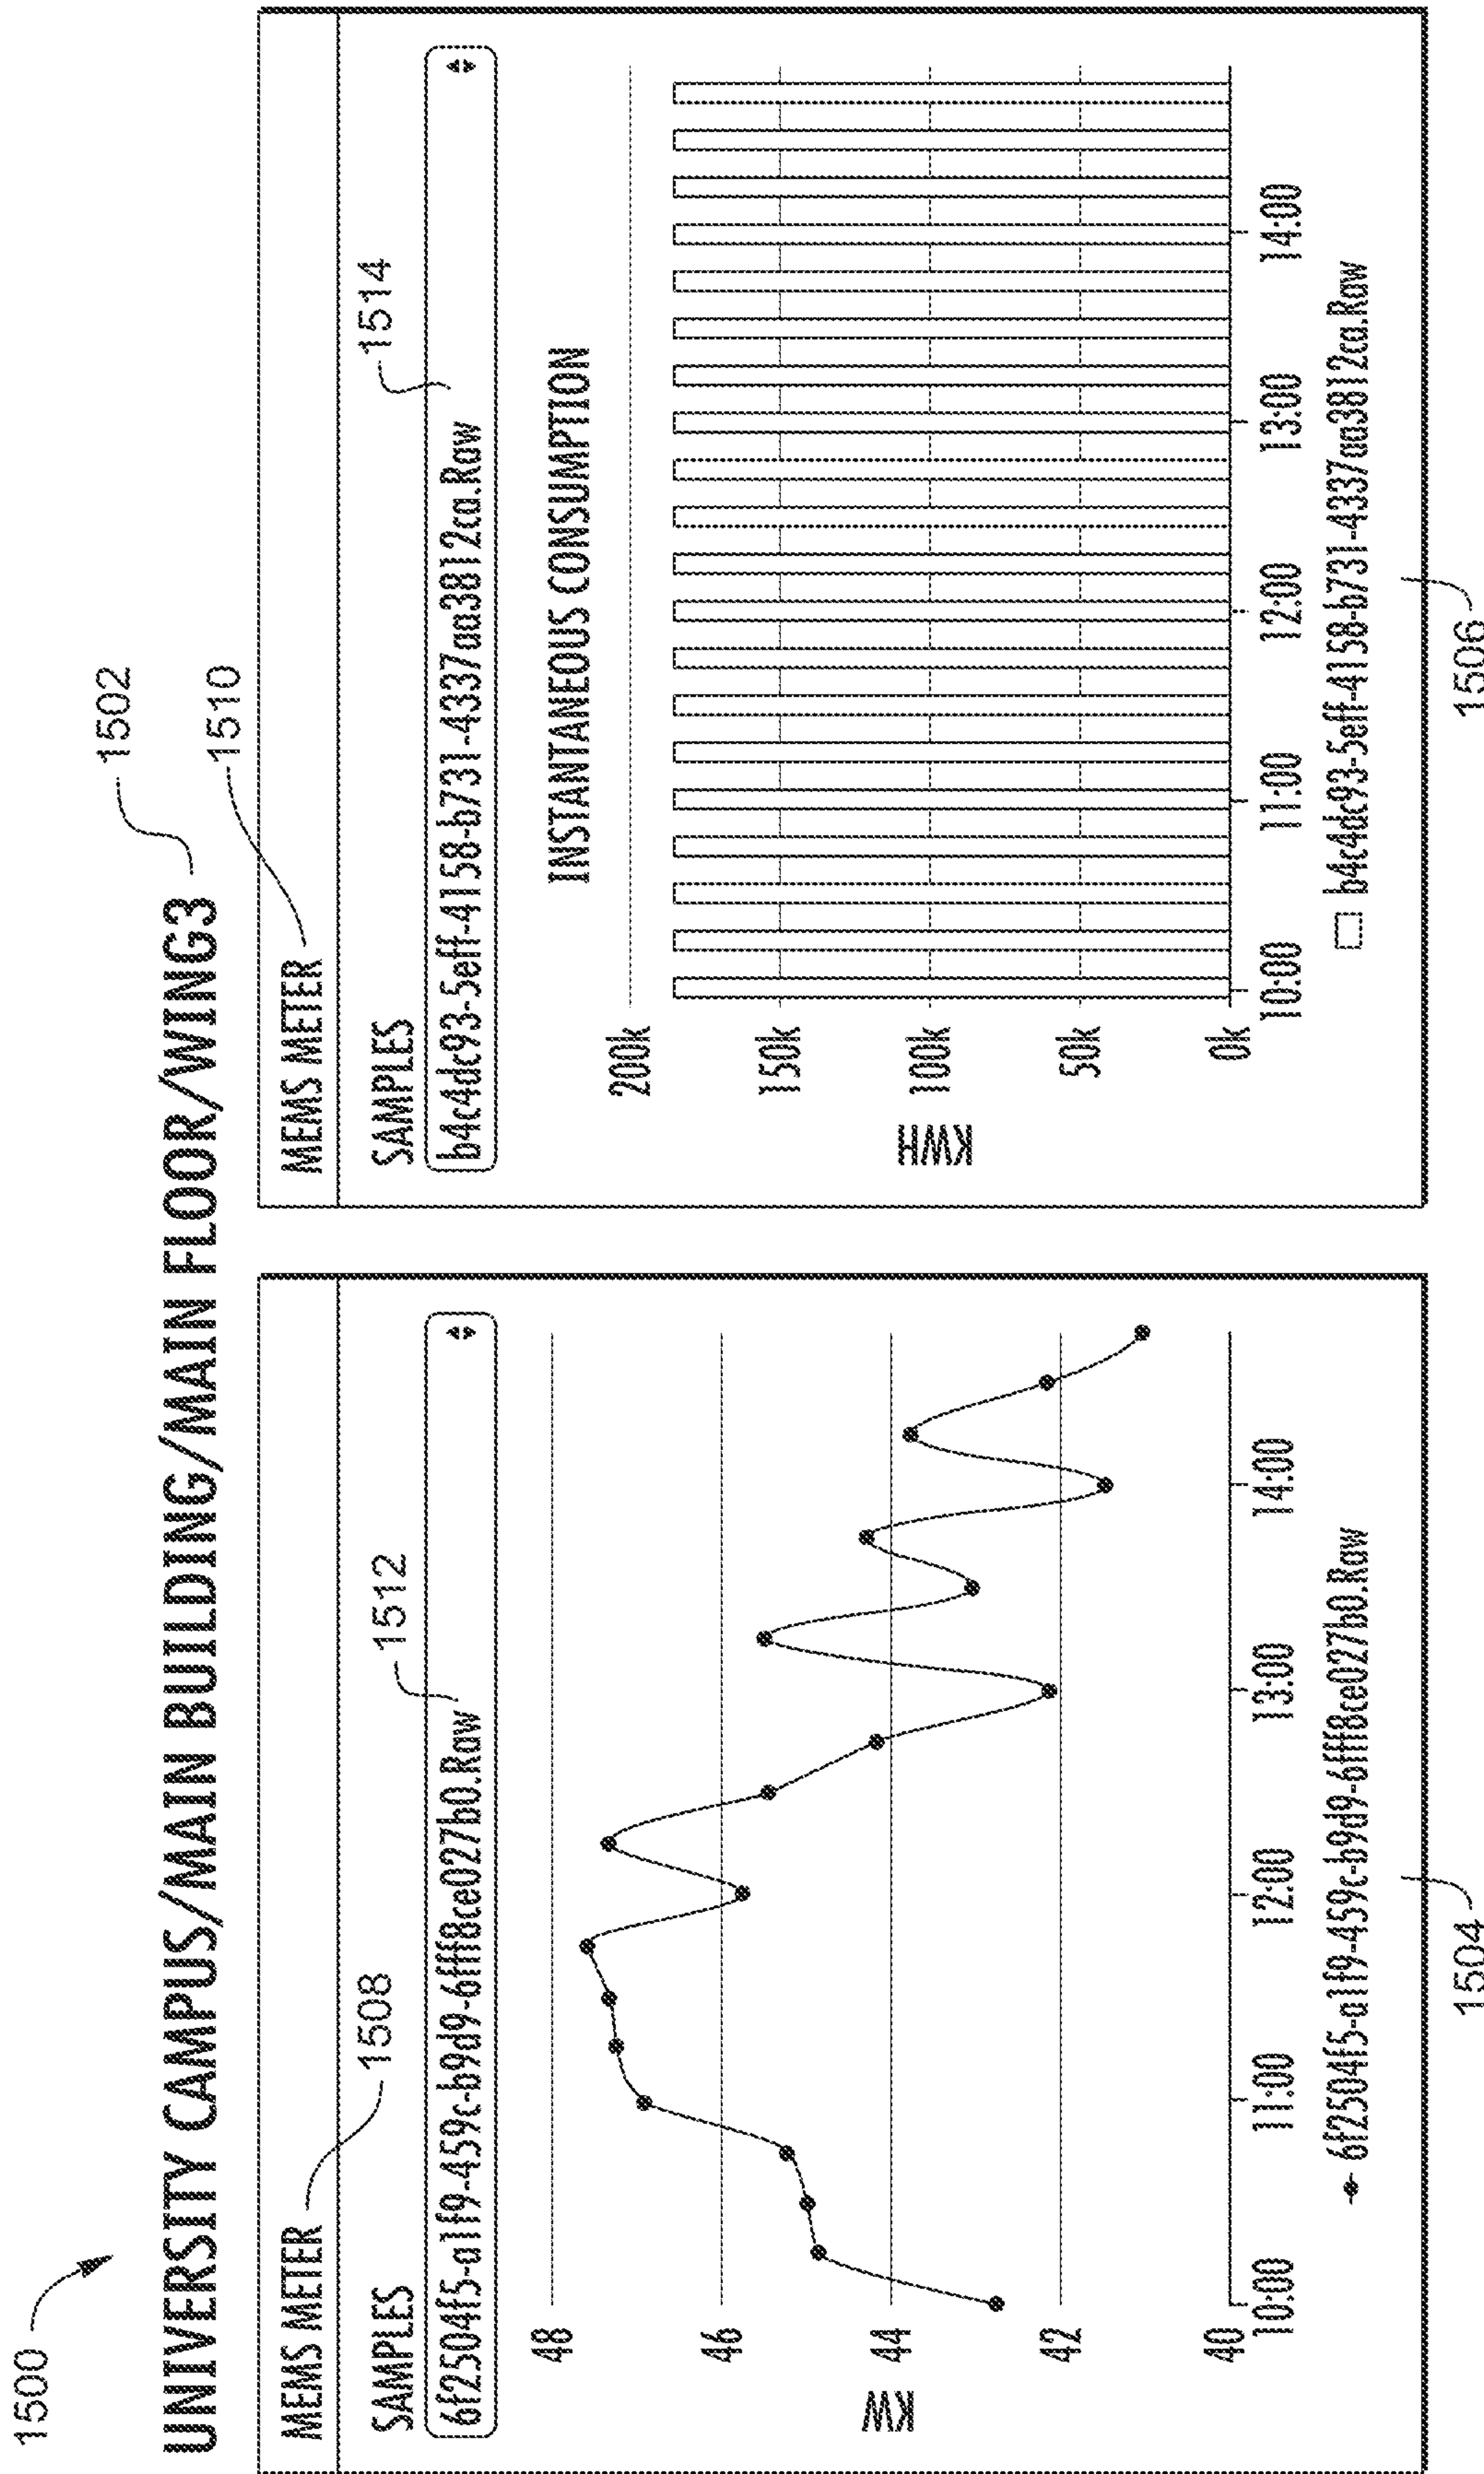 1500
UNIVERSITY CAMPUS/MAIN BUILDING/MAIN FLOOR/WING3
1502
MEMS METER
1508
SAMPLES
6f2504f5-a1f9-459c-b9d9-6fff8ce027b0.Raw
1512
48
46
44
42
40
KW
10:00 11:00 12:00 13:00 14:00
6f2504f5-a1f9-459c-b9d9-6fff8ce027b0.Raw
1504
MEMS METER
1510
SAMPLES
b4c4dc93-5eff-4158-b731-4337aa3812ca.Raw
1514
INSTANTANEOUS CONSUMPTION
200k
150k
100k
50k
0k
KWH
10:00 11:00 12:00 13:00 14:00
b4c4dc93-5eff-4158-b731-4337aa3812ca.Raw
1506